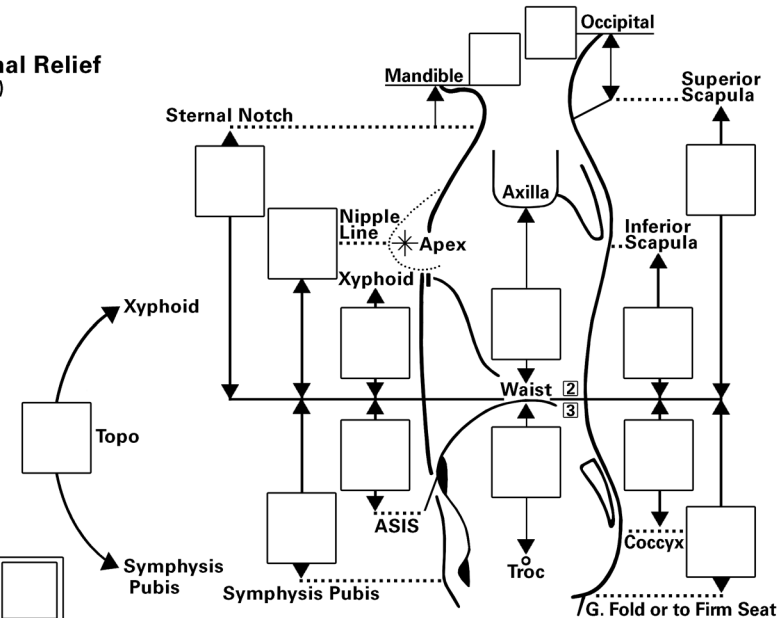 Occipital
nal Relief
)
Mandible
Superior
Scapula
Sternal Notch
Axilla
Nipple
Line
Apex
Inferior
Scapula
Xyphoid
Xyphoid
Waist
2
3
Topo
ASIS
Coccyx
Troc
Symphysis
Pubis
Symphysis Pubis
G. Fold or to Firm Seat